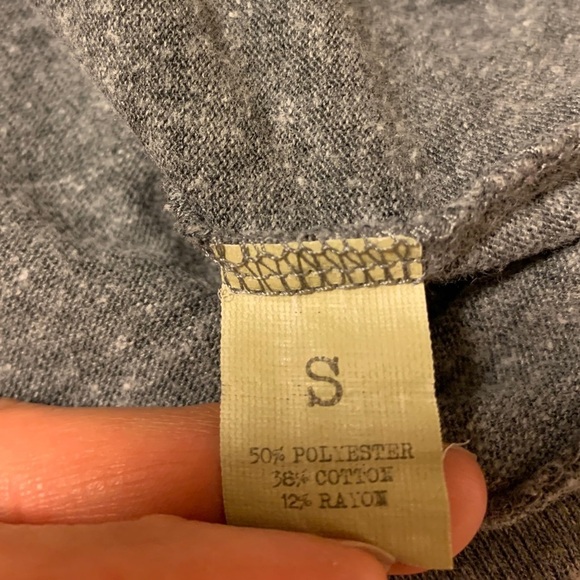 S
50% POLYESTER
38% COTTON
12% RAYON